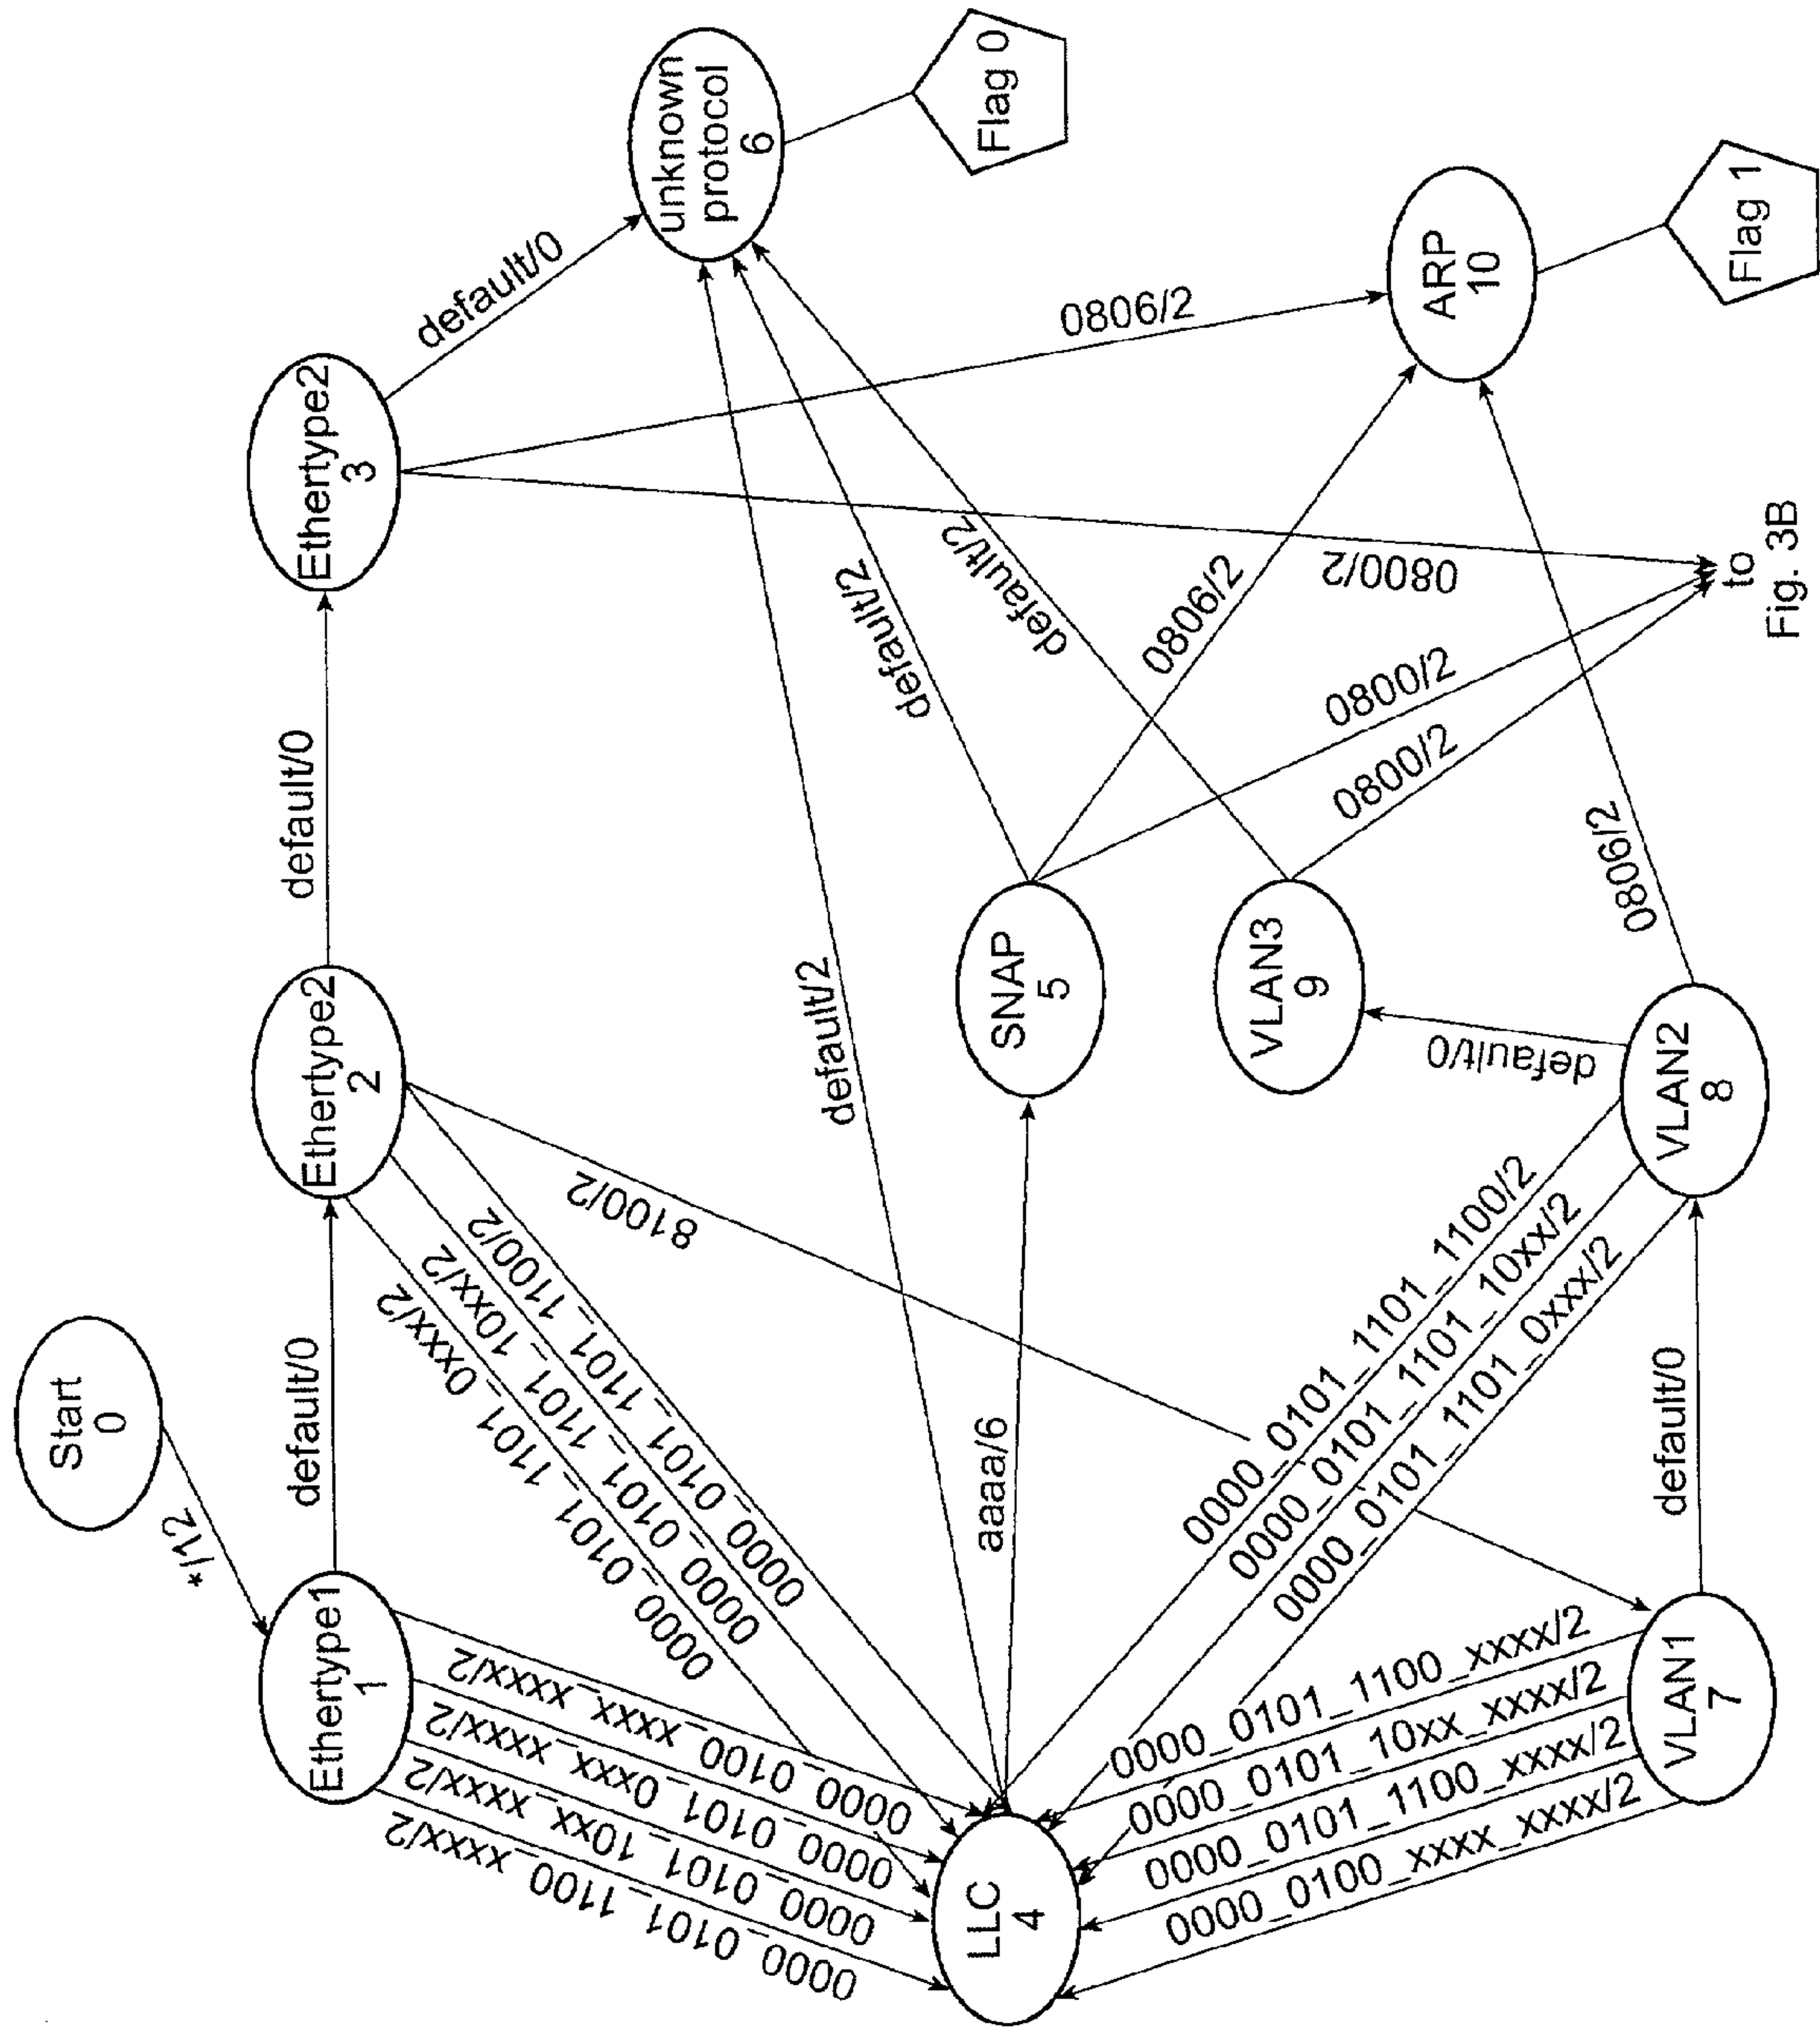 Start
0
*/12
Ethertype1
1
default/0
Ethertype2
2
default/0
Ethertype2
3
default/0
unknown
protocol
6
Flag 0
0000_0101_1100_xxxx/2
0000_0101_10xx_xxxx/2
0000_0101_0xxx_xxxx/2
0000_0100_xxxx_xxxx/2
0000_0101_1101_0xxx/2
0000_0101_1101_10xx/2
0000_0101_1101_1100/2
8100/2
default/2
default/2
default/2
0806/2
0800/2
LLC
4
aaaa/6
SNAP
5
0806/2
0800/2
VLAN3
9
0800/2
ARP
10
Flag 1
0000_0101_1101_1100/2
0000_0101_1101_10xx/2
0000_0101_1101_0xxx/2
default/0
0806/2
0000_0101_1100_xxxx/2
0000_0101_10xx_xxxx/2
0000_0101_1100_xxxx/2
0000_0100_xxxx_xxxx/2
VLAN1
7
default/0
VLAN2
8
to
Fig. 3B